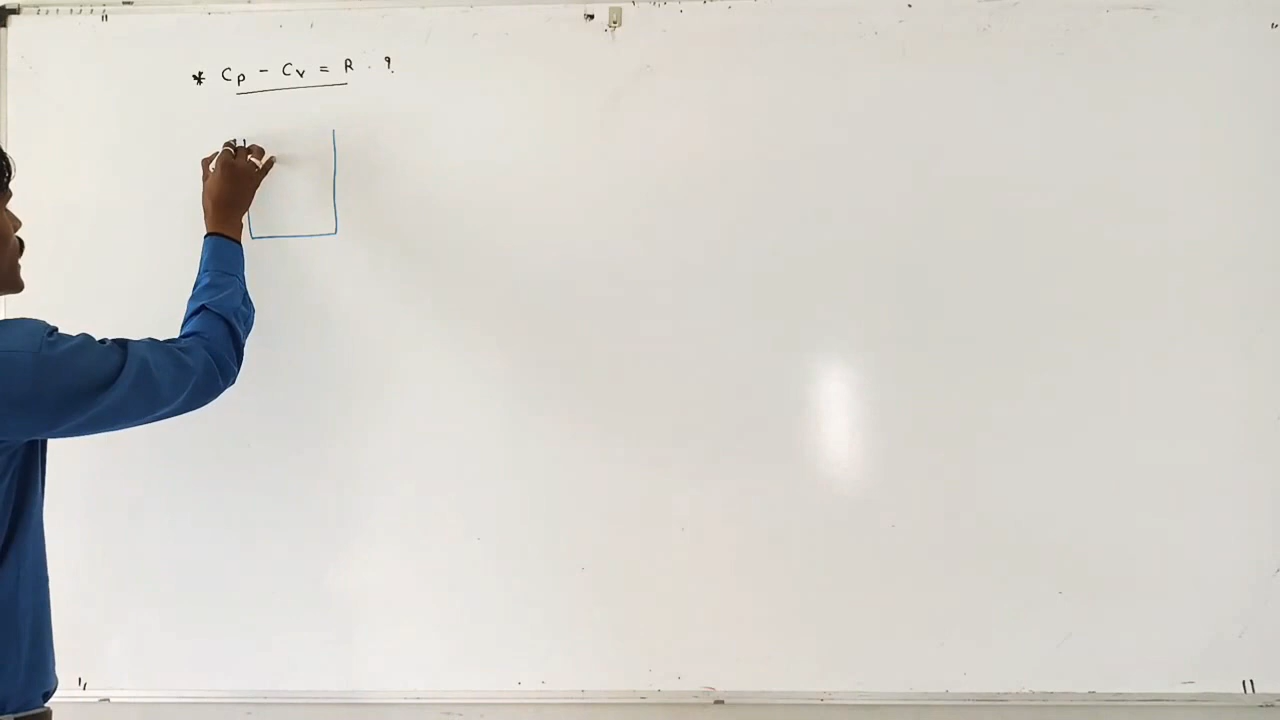 * Cp - Cv = R . ?